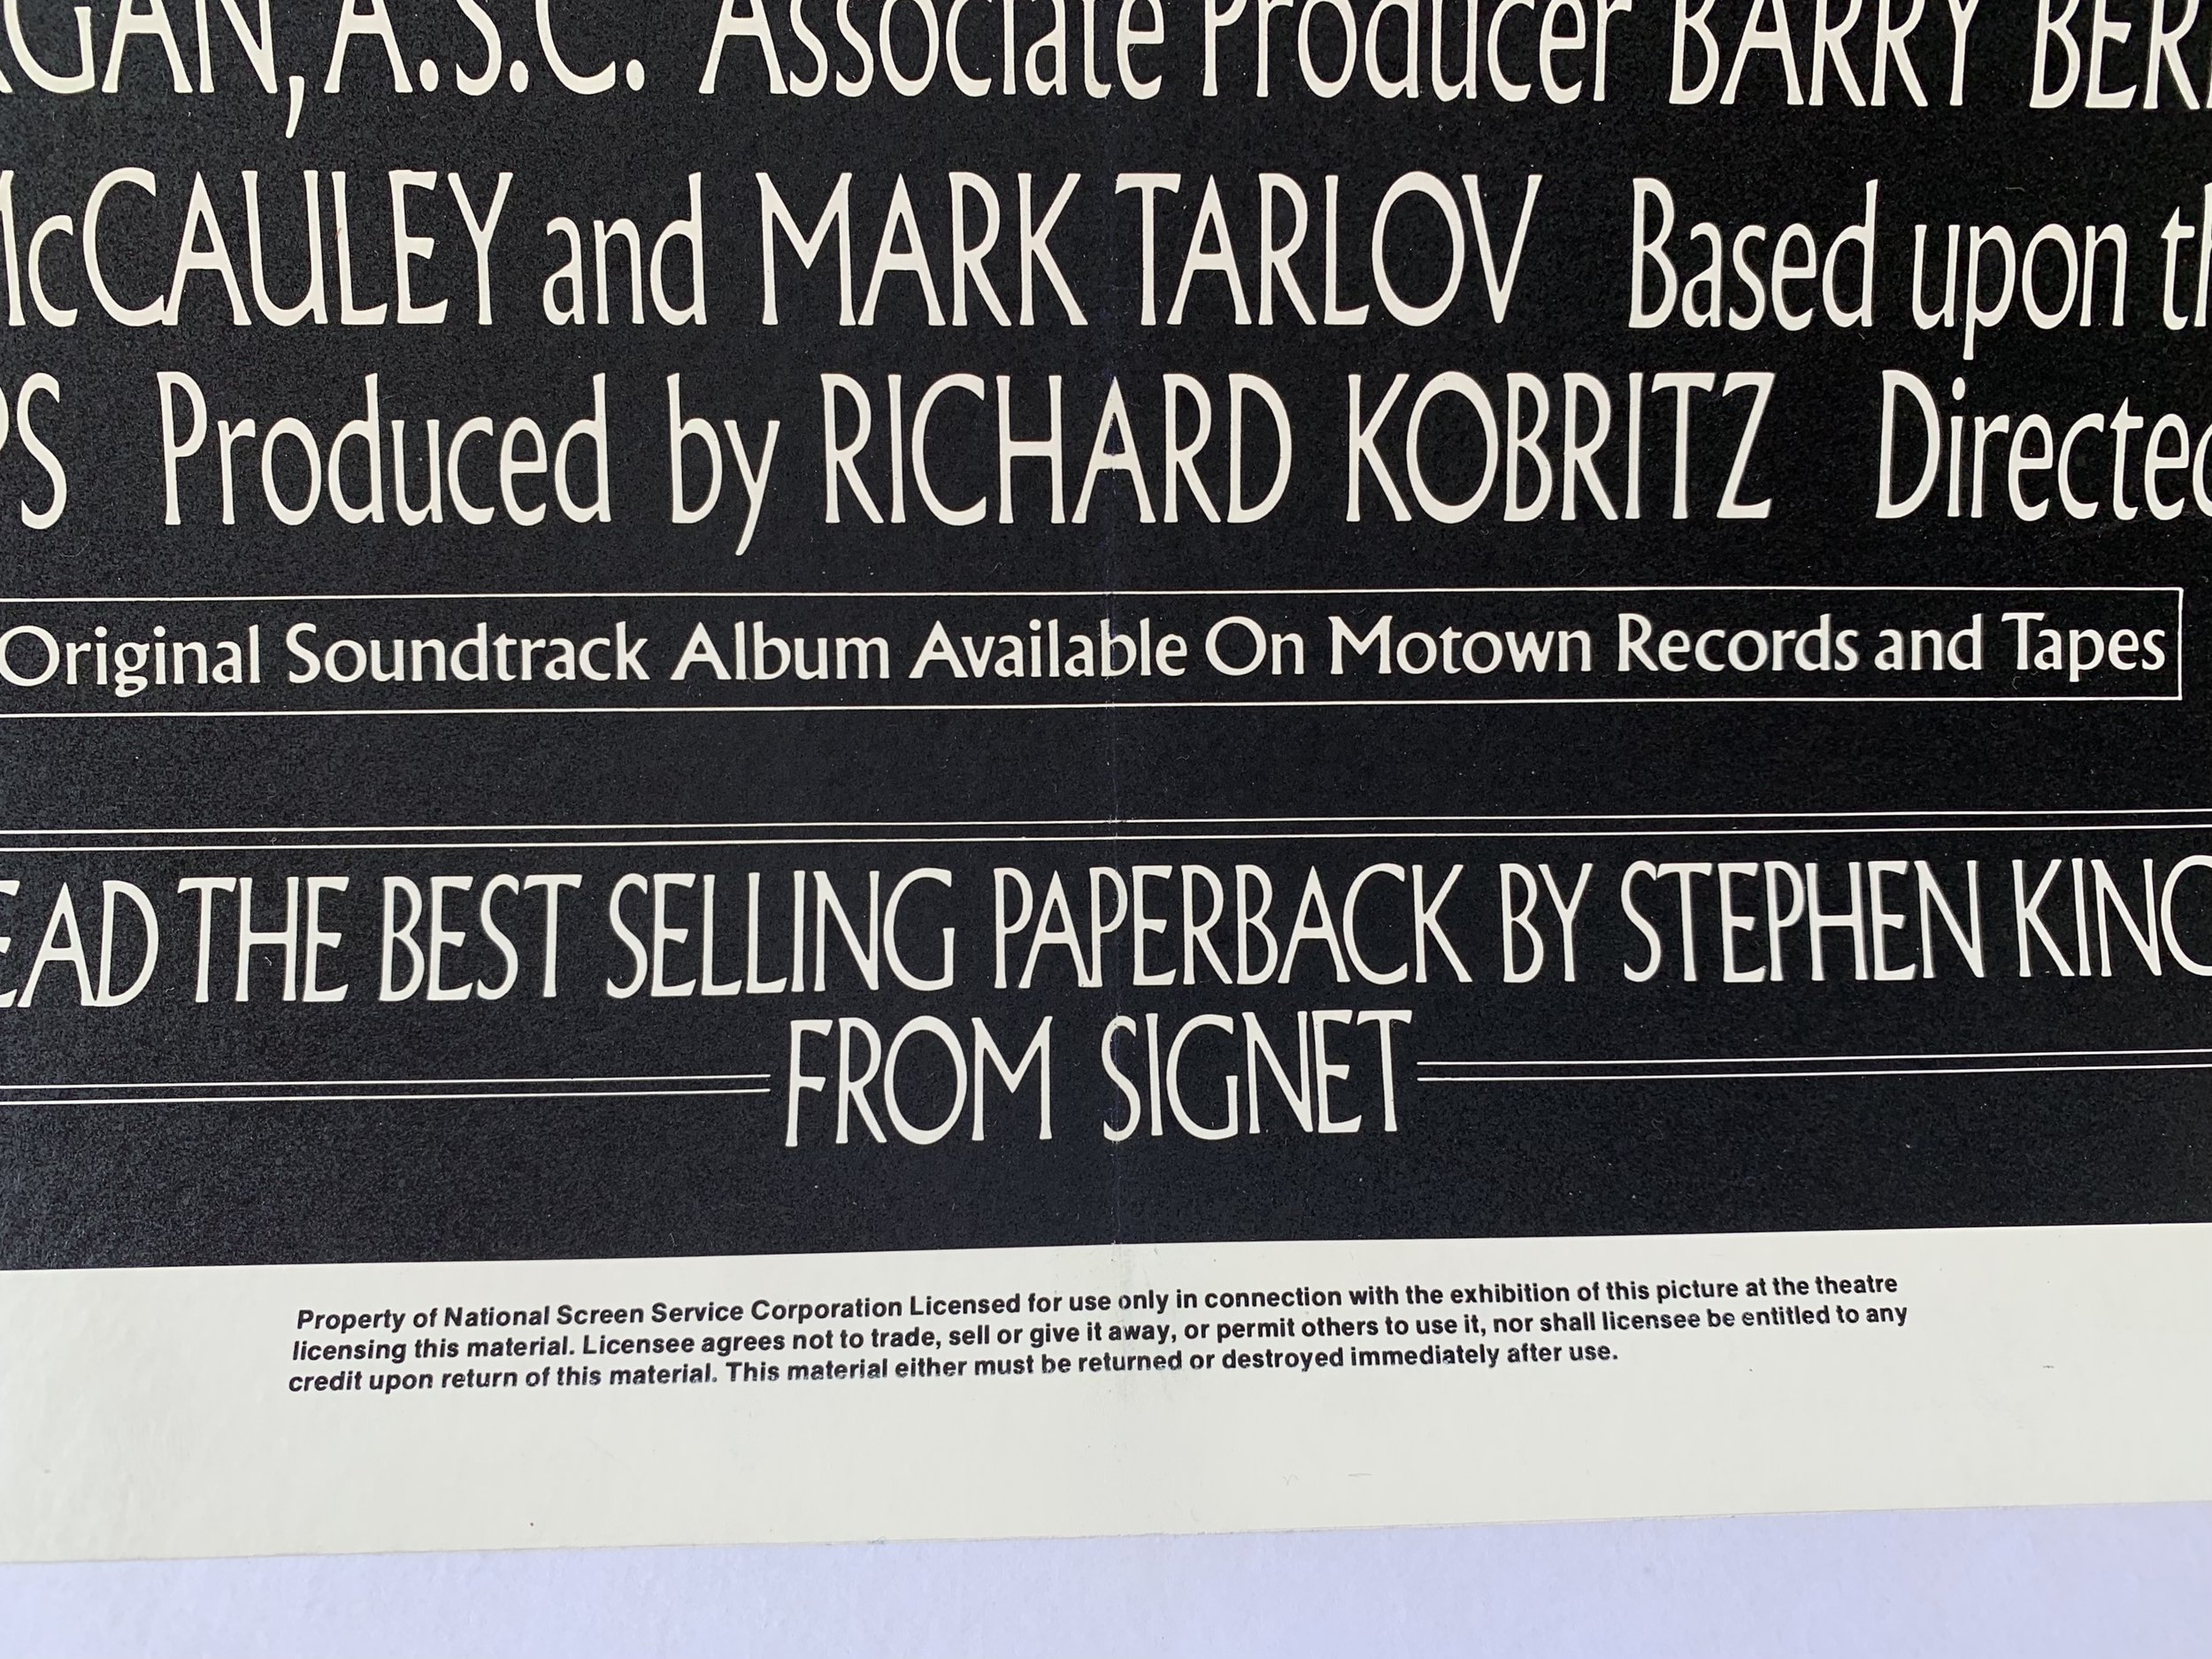 GAN, A.S.C. Associate Producer BARRY BER
McCAULEY and MARK TARLOV Based upon th
PS Produced by RICHARD KOBRITZ Directed
Original Soundtrack Album Available On Motown Records and Tapes
EAD THE BEST SELLING PAPERBACK BY STEPHEN KING
FROM SIGNET
Property of National Screen Service Corporation Licensed for use only in connection with the exhibition of this picture at the theatre
licensing this material. Licensee agrees not to trade, sell or give it away, or permit others to use it, nor shall licensee be entitled to any
credit upon return of this material. This material either must be returned or destroyed immediately after use.